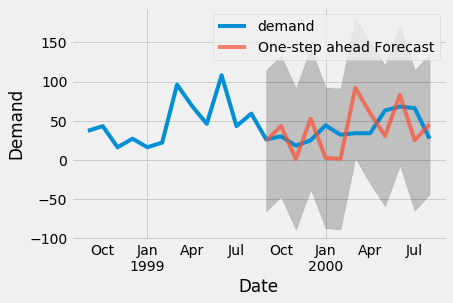 demand
One-step ahead Forecast
150
100
50
0
−50
−100
Demand
Oct Jan Apr Jul Oct Jan Apr Jul
1999 2000
Date